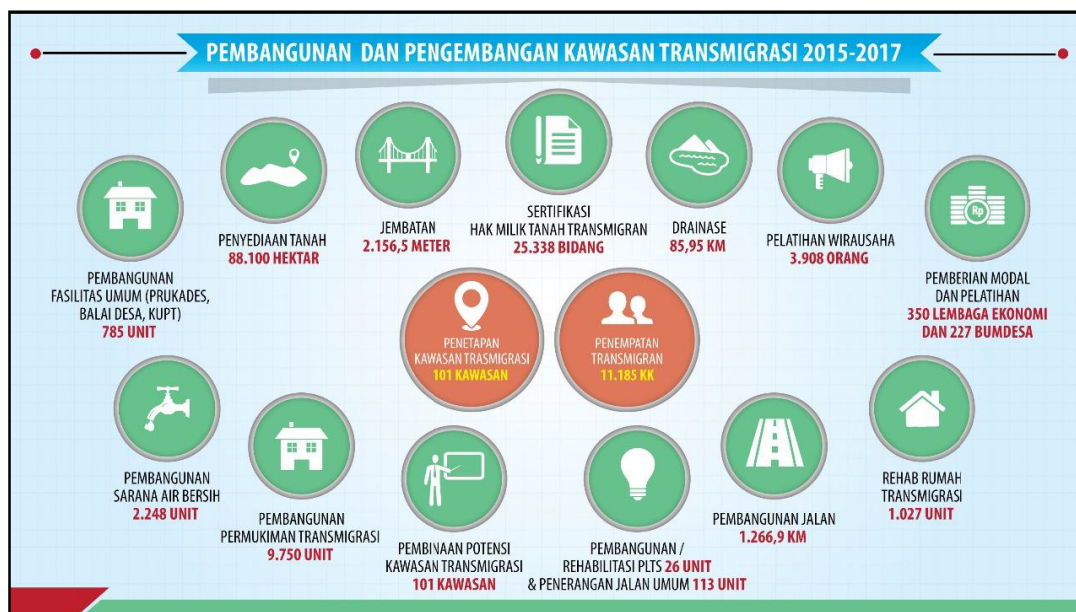 PEMBANGUNAN DAN PENGEMBANGAN KAWASAN TRANSMIGRASI 2015-2017
PEMBANGUNAN
FASILITAS UMUM (PRUKADES,
BALAI DESA, KUPT)
785 UNIT
PENYEDIAAN TANAH
88.100 HEKTAR
JEMBATAN
2.156,5 METER
SERTIFIKASI
HAK MILIK TANAH TRANSMIGRAN
25.338 BIDANG
DRAINASE
85,95 KM
PELATIHAN WIRAUSAHA
3.908 ORANG
Rp
PEMBERIAN MODAL
DAN PELATIHAN
350 LEMBAGA EKONOMI
DAN 227 BUMDESA
PENETAPAN
KAWASAN TRASMIGRASI
101 KAWASAN
PENEMPATAN
TRANSMIGRAN
11.185 KK
PEMBANGUNAN
SARANA AIR BERSIH
2.248 UNIT
PEMBANGUNAN
PERMUKIMAN TRANSMIGRASI
9.750 UNIT
PEMBINAAN POTENSI
KAWASAN TRANSMIGRASI
101 KAWASAN
PEMBANGUNAN /
REHABILITASI PLTS 26 UNIT
& PENERANGAN JALAN UMUM 113 UNIT
PEMBANGUNAN JALAN
1.266,9 KM
REHAB RUMAH
TRANSMIGRASI
1.027 UNIT